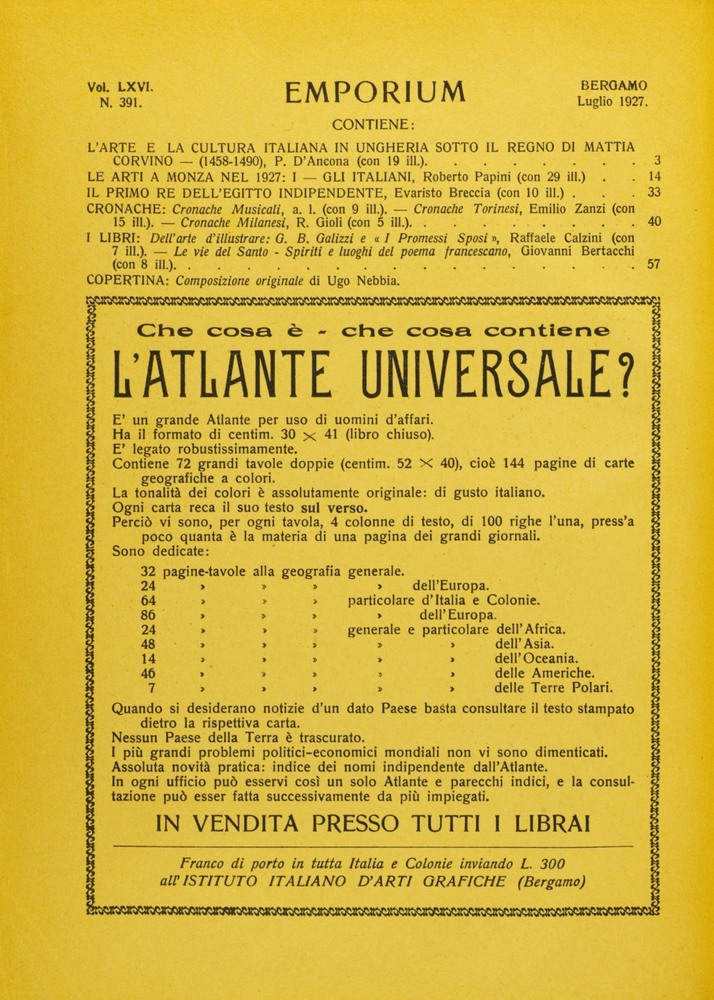 Vol. LXVI.
N. 391.
EMPORIUM
BERGAMO
Luglio 1927.
CONTIENE:
L'ARTE E LA CULTURA ITALIANA IN UNGHERIA SOTTO IL REGNO DI MATTIA
CORVINO — (1458-1490), P. D'Ancona (con 19 ill.). . . . . . . . 3
LE ARTI A MONZA NEL 1927: I — GLI ITALIANI, Roberto Papini (con 29 ill.) . . 14
IL PRIMO RE DELL'EGITTO INDIPENDENTE, Evaristo Breccia (con 10 ill.) . . . 33
CRONACHE: Cronache Musicali, a. l. (con 9 ill.). — Cronache Torinesi, Emilio Zanzi (con
15 ill.). — Cronache Milanesi, R. Gioli (con 5 ill.). . . . . . . . . 40
I LIBRI: Dell'arte d'illustrare: G. B. Galizzi e « I Promessi Sposi », Raffaele Calzini (con
7 ill.). — Le vie del Santo - Spiriti e luoghi del poema francescano, Giovanni Bertacchi
(con 8 ill.). . . . . . . . . . . . . . . . . 57
COPERTINA: Composizione originale di Ugo Nebbia.
Che cosa è - che cosa contiene
L'ATLANTE UNIVERSALE?
E' un grande Atlante per uso di uomini d'affari.
Ha il formato di centim. 30 × 41 (libro chiuso).
E' legato robustissimamente.
Contiene 72 grandi tavole doppie (centim. 52 × 40), cioè 144 pagine di carte
geografiche a colori.
La tonalità dei colori è assolutamente originale: di gusto italiano.
Ogni carta reca il suo testo sul verso.
Perciò vi sono, per ogni tavola, 4 colonne di testo, di 100 righe l'una, press'a
poco quanta è la materia di una pagina dei grandi giornali.
Sono dedicate:
32 pagine-tavole alla geografia generale.
24 » » » » dell'Europa.
64 » » » particolare d'Italia e Colonie.
86 » » » » dell'Europa.
24 » » » generale e particolare dell'Africa.
48 » » » » » dell'Asia.
14 » » » » » dell'Oceania.
46 » » » » » delle Americhe.
7 » » » » » delle Terre Polari.
Quando si desiderano notizie d'un dato Paese basta consultare il testo stampato
dietro la rispettiva carta.
Nessun Paese della Terra è trascurato.
I più grandi problemi politici-economici mondiali non vi sono dimenticati.
Assoluta novità pratica: indice dei nomi indipendente dall'Atlante.
In ogni ufficio può esservi così un solo Atlante e parecchi indici, e la consul-
tazione può esser fatta successivamente da più impiegati.
IN VENDITA PRESSO TUTTI I LIBRAI
Franco di porto in tutta Italia e Colonie inviando L. 300
all'ISTITUTO ITALIANO D'ARTI GRAFICHE (Bergamo)